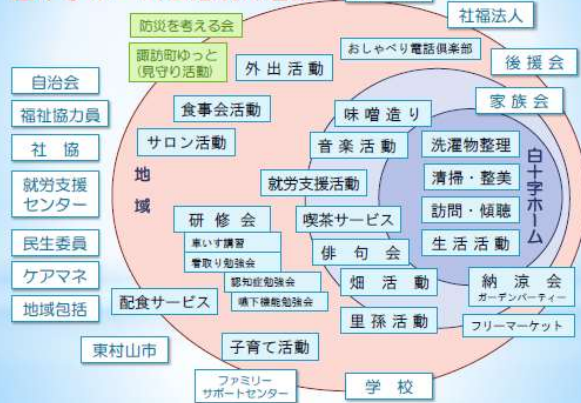 社福法人
防災を考える会
諏訪町ゆっと
(見守り活動)
おしゃべり電話倶楽部
後援会
外出活動
自治会
家族会
福祉協力員
食事会活動
味噌造り
サロン活動
音楽活動
洗濯物整理
社協
地域
就労支援活動
清掃・整美
白十字ホーム
就労支援
センター
研修会
喫茶サービス
訪問・傾聴
車いす講習
看取り勉強会
俳句会
生活活動
民生委員
認知症勉強会
嚥下機能勉強会
ケアマネ
畑活動
納涼会
ガーデンパーティー
地域包括
配食サービス
里孫活動
フリーマーケット
東村山市
子育て活動
ファミリー
サポートセンター
学校